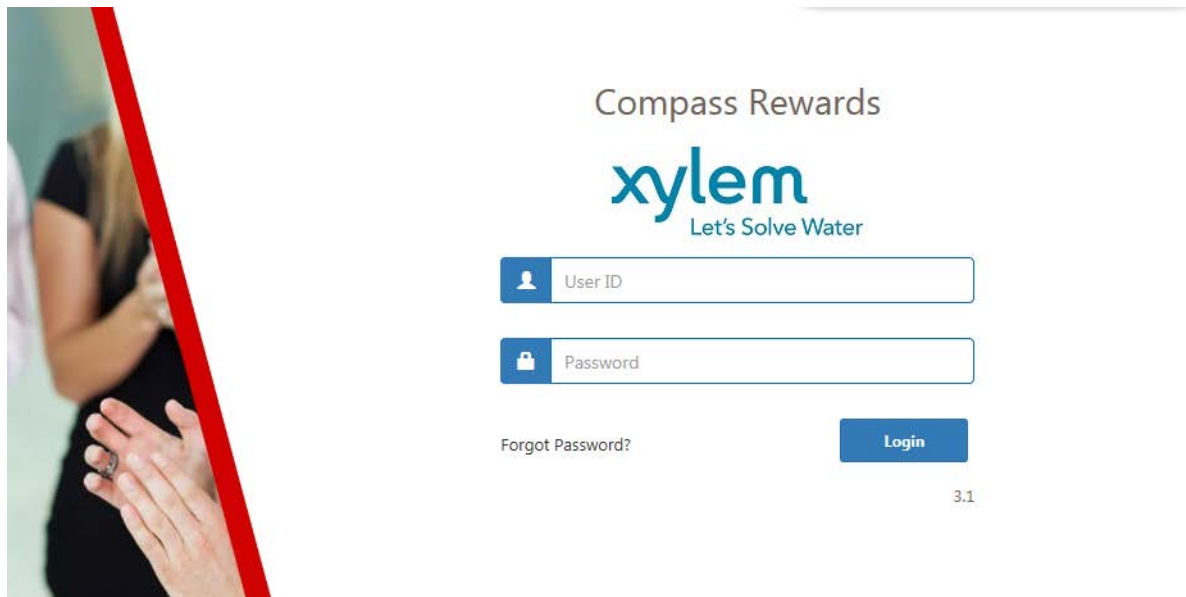 Compass Rewards
xylem
Let's Solve Water
User ID
Password
Forgot Password?
Login
3.1